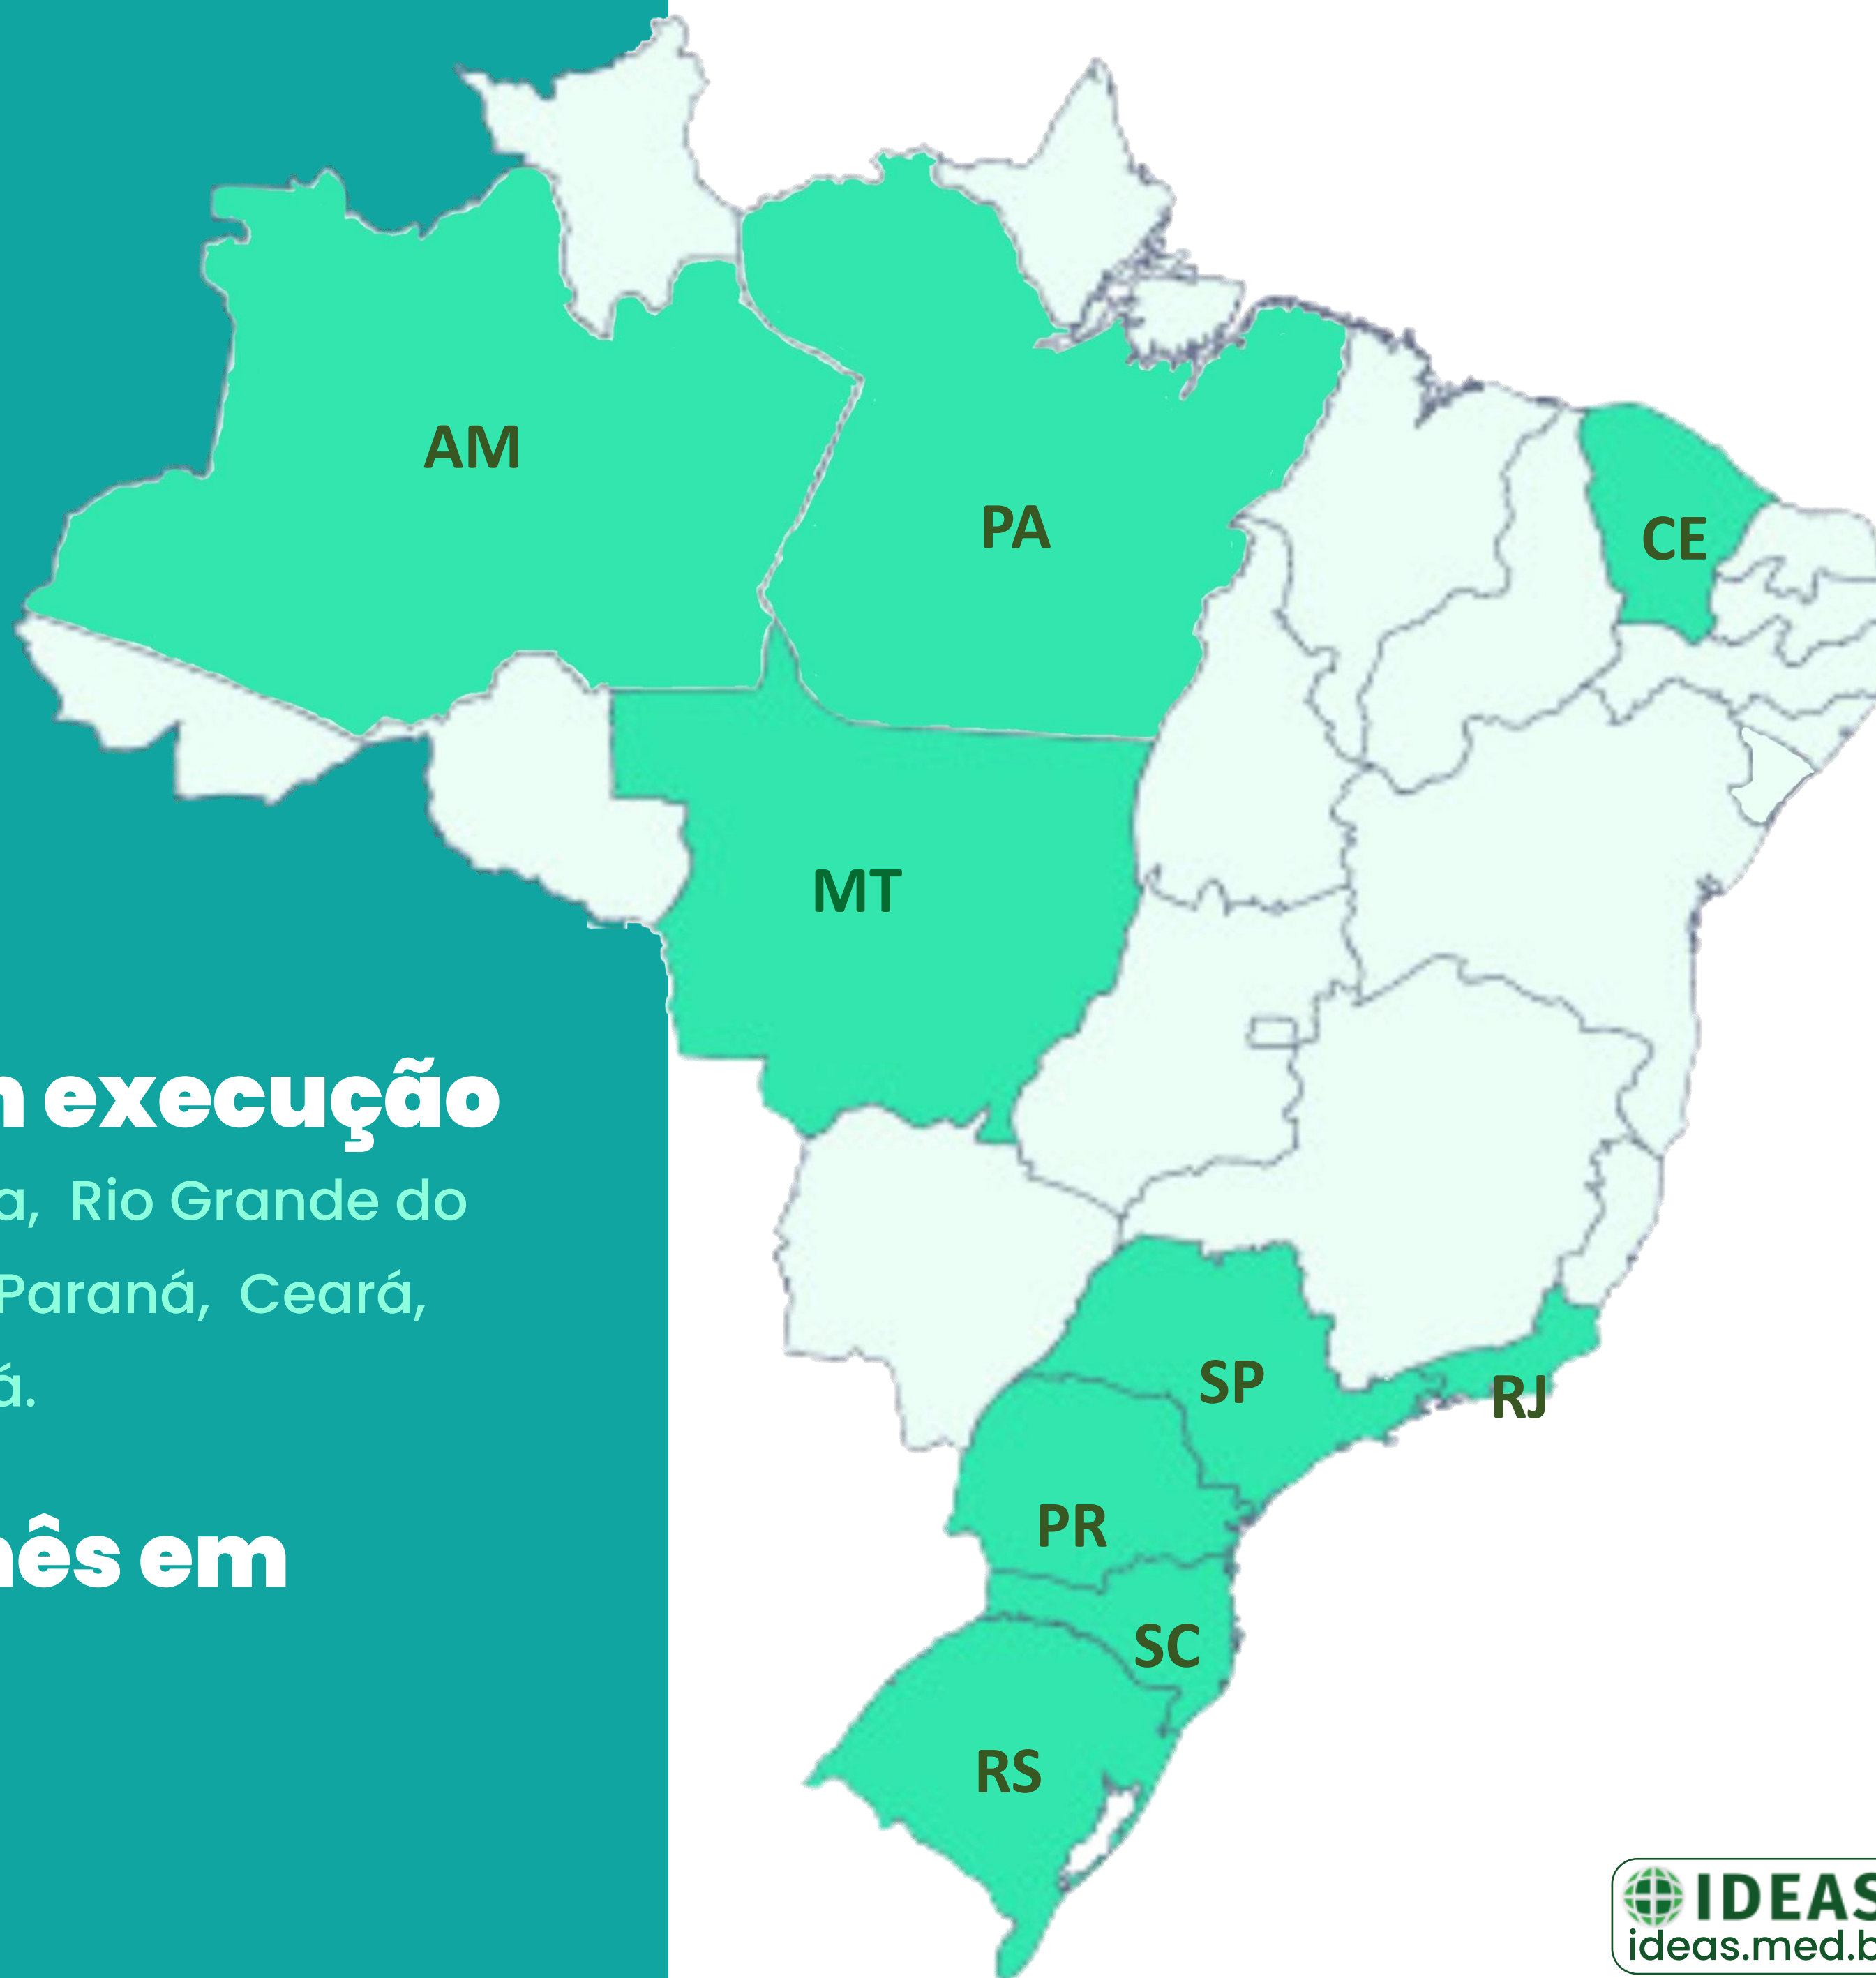 AM
PA
CE
MT
execução
Rio Grande do
Paraná, Ceará,
SP
RJ
PR
em
SC
RS
IDEAS
ideas.med.b